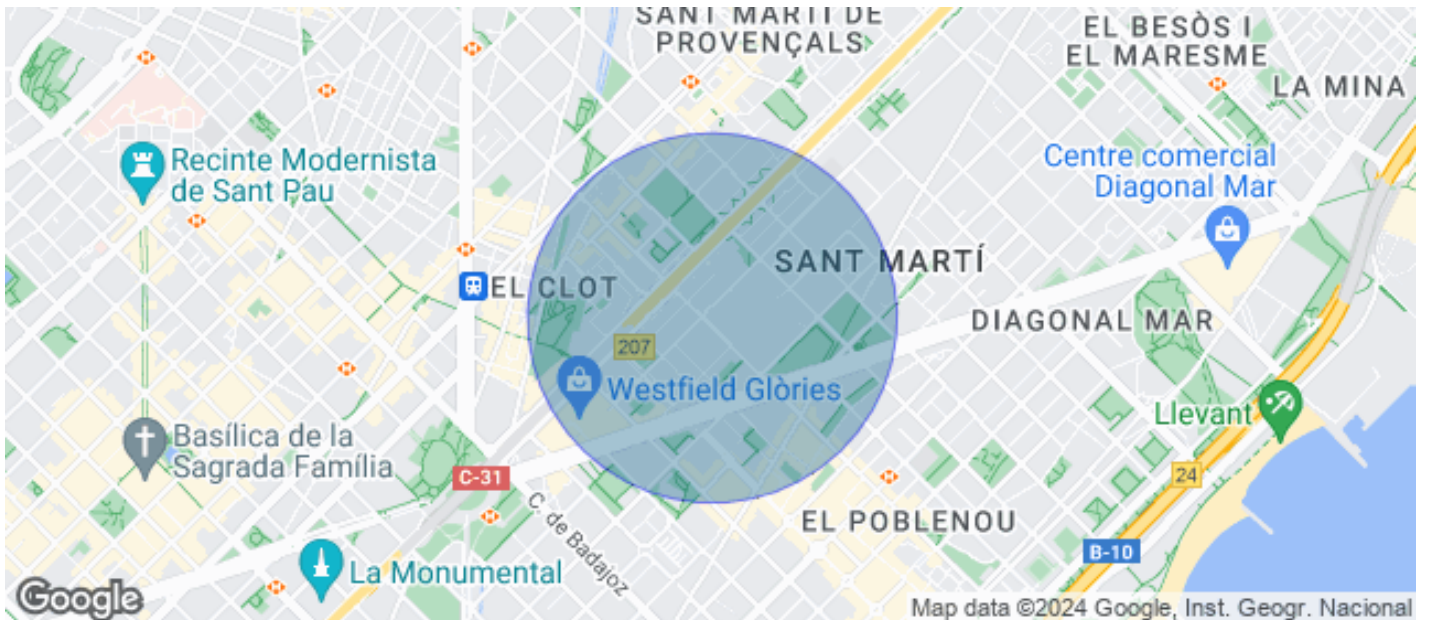 SANT MARTÍ DE
PROVENÇALS
EL BESÒS I
EL MARESME
LA MINA
Recinte Modernista
de Sant Pau
Centre comercial
Diagonal Mar
SANT MARTÍ
EL CLOT
DIAGONAL MAR
207
Westfield Glòries
Llevant
Basílica de la
Sagrada Família
C-31
24
C. de Badajoz
EL POBLENOU
B-10
La Monumental
Google
Map data ©2024 Google, Inst. Geogr. Nacional